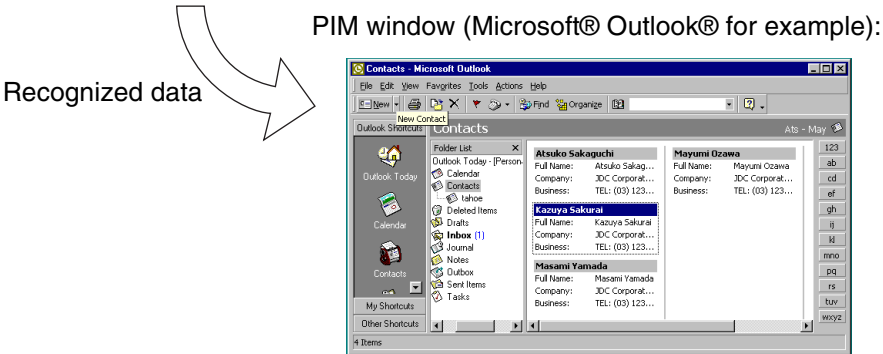 PIM window (Microsoft® Outlook® for example):
Recognized data
Contacts - Microsoft Outlook
File Edit View Favorites Tools Actions Help
New Find Organize
New Contact
Outlook Shortcuts
Contacts
Ats - May
Outlook Today
Calendar
Contacts
My Shortcuts
Other Shortcuts
Folder List
Outlook Today - [Person
Calendar
Contacts
tahoe
Deleted Items
Drafts
Inbox (1)
Journal
Notes
Outbox
Sent Items
Tasks
Atsuko Sakaguchi
Full Name: Atsuko Sakag...
Company: JDC Corporat...
Business: TEL: (03) 123...
Kazuya Sakurai
Full Name: Kazuya Sakurai
Company: JDC Corporat...
Business: TEL: (03) 123...
Masami Yamada
Full Name: Masami Yamada
Company: JDC Corporat...
Business: TEL: (03) 123...
Mayumi Ozawa
Full Name: Mayumi Ozawa
Company: JDC Corporat...
Business: TEL: (03) 123...
123
ab
cd
ef
gh
ij
kl
mno
pq
rs
tuv
wxyz
4 Items